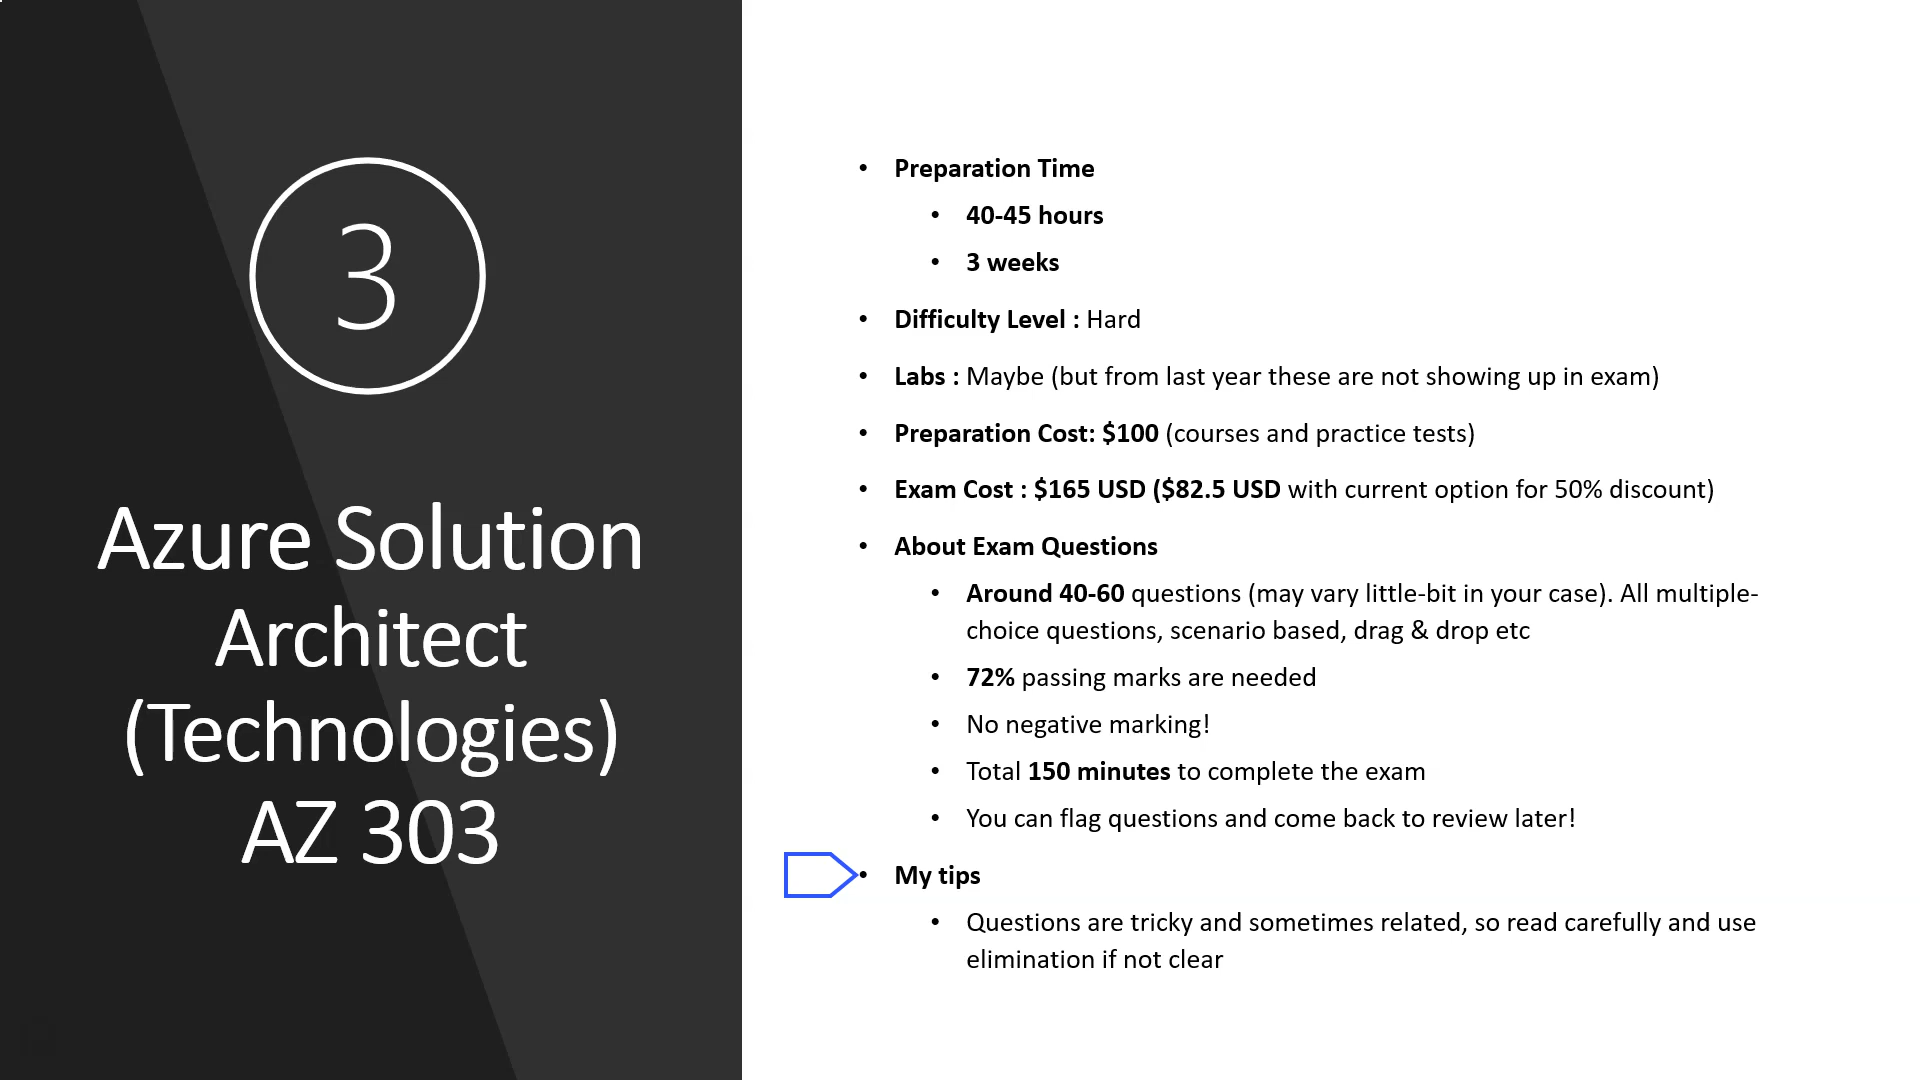 3
Azure Solution
Architect
(Technologies)
AZ 303
• Preparation Time
• 40-45 hours
• 3 weeks
• Difficulty Level : Hard
• Labs : Maybe (but from last year these are not showing up in exam)
• Preparation Cost: $100 (courses and practice tests)
• Exam Cost : $165 USD ($82.5 USD with current option for 50% discount)
• About Exam Questions
• Around 40-60 questions (may vary little-bit in your case). All multiple-
choice questions, scenario based, drag & drop etc
• 72% passing marks are needed
• No negative marking!
• Total 150 minutes to complete the exam
• You can flag questions and come back to review later!
• My tips
• Questions are tricky and sometimes related, so read carefully and use
elimination if not clear